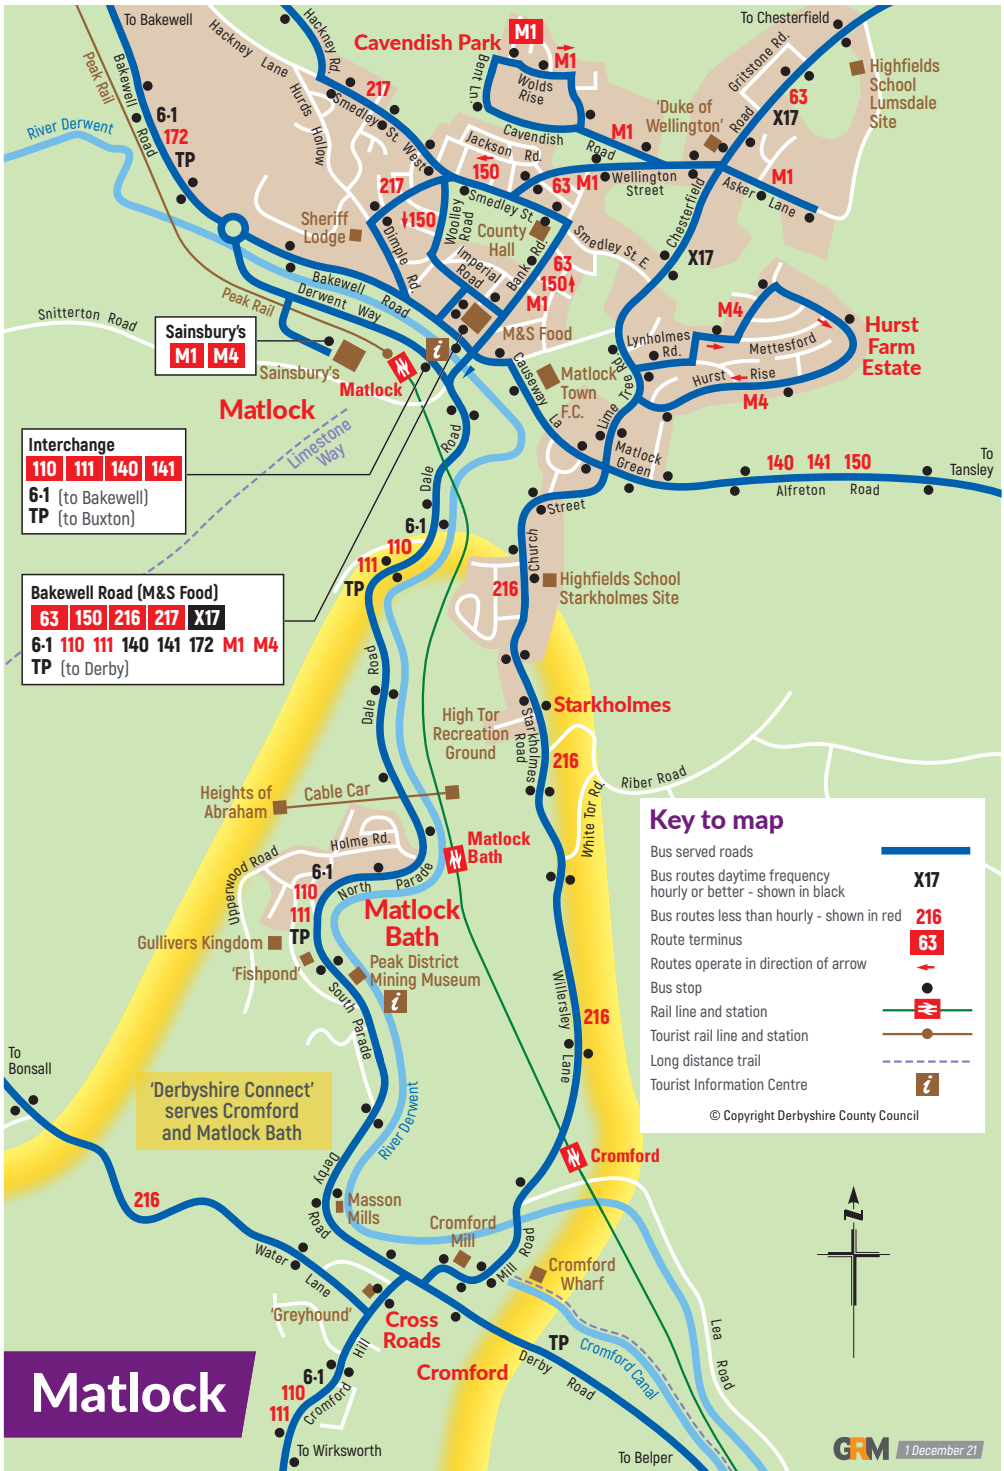 To Bakewell
Hackney Lane
Hackney Rd.
Cavendish Park
M1
M1
To Chesterfield
Highfields
School
Lumsdale
Site
Bakewell
Road
Peak Rail
River Derwent
6·1
172
TP
Hurds
Hollow
217
Smedley St. West
Bent Ln.
Wolds
Rise
Cavendish
Road
M1
'Duke of
Wellington'
Gritstone Rd.
63
X17
Road
Jackson Rd.
150
63
M1
Wellington
Street
M1
Asker
Lane
217
150
Sheriff
Lodge
Dimple
Rd.
Woolley
Road
Smedley St.
County
Hall
Smedley St. E.
Chesterfield
X17
Imperial
Road
Bank Rd.
63
150
M1
Bakewell Road
Derwent Way
Peak Rail
Snitterton Road
Sainsbury's
M1 M4
Sainsbury's
Matlock
Matlock
i
M&S Food
Causeway
La
Matlock
Town
F.C.
M4
Lynholmes
Rd.
Mettesford
Hurst
Farm
Estate
Hurst Rise
M4
Lime Tree Rd.
Limestone
Way
Interchange
110 111 140 141
6·1 (to Bakewell)
TP (to Buxton)
Matlock
Green
140 141 150
Alfreton Road
To
Tansley
Dale Road
6·1
110
111
TP
Street
Church
216
Highfields School
Starkholmes Site
Bakewell Road (M&S Food)
63 150 216 217 X17
6·1 110 111 140 141 172 M1 M4
TP (to Derby)
Dale Road
High Tor
Recreation
Ground
Starkholmes
Starkholmes
Road
216
Riber Road
White Tor Rd.
Heights of
Abraham
Cable Car
Matlock
Bath
Holme Rd.
Upperwood Road
6·1
110
111
TP
North Parade
Matlock
Bath
Gullivers Kingdom
'Fishpond'
Peak District
Mining Museum
i
South Parade
Willersley
Lane
216
Key to map
Bus served roads
Bus routes daytime frequency
hourly or better - shown in black X17
Bus routes less than hourly - shown in red 216
Route terminus 63
Routes operate in direction of arrow
Bus stop
Rail line and station
Tourist rail line and station
Long distance trail
Tourist Information Centre i
© Copyright Derbyshire County Council
To
Bonsall
'Derbyshire Connect'
serves Cromford
and Matlock Bath
River Derwent
Derby
Road
Cromford
216
Masson
Mills
Cromford
Mill
Mill Road
Cromford
Wharf
Water
Lane
'Greyhound'
Cross
Roads
Cromford
TP
Derby Road
Cromford Canal
Lea
Road
6·1
110
111
Cromford Hill
Matlock
To Wirksworth
To Belper
GRM
1 December 21